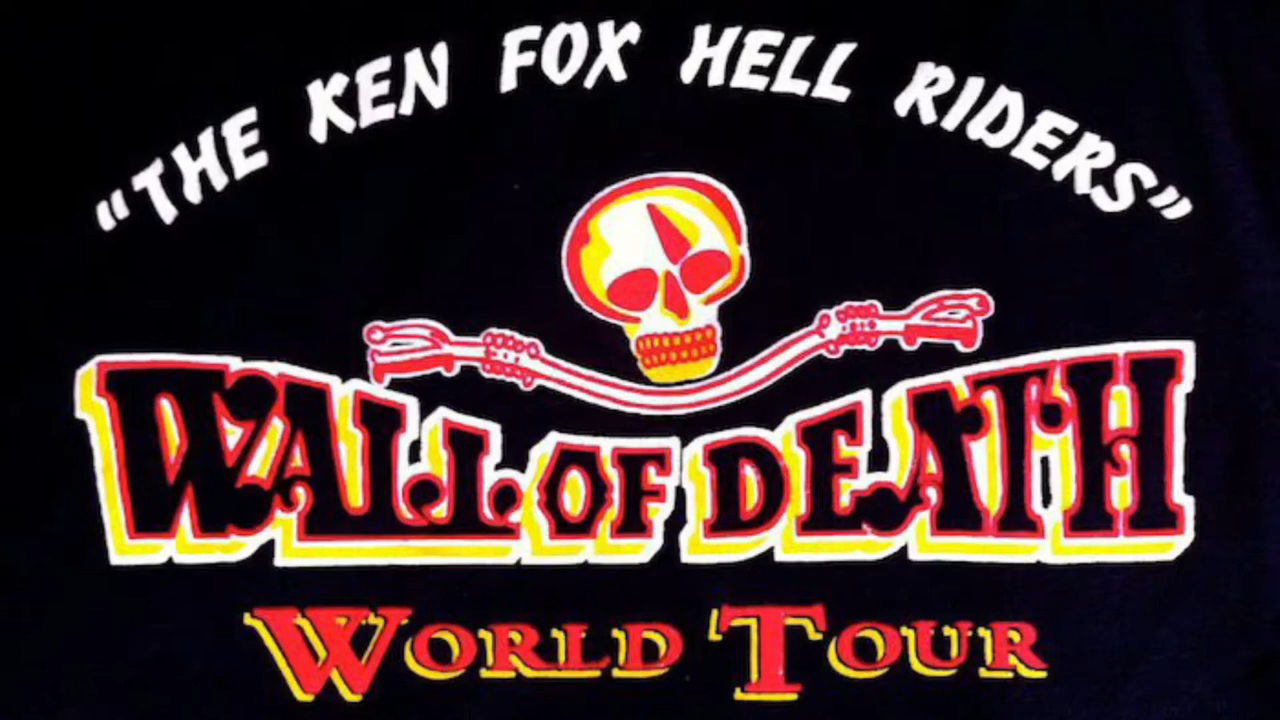 “THE KEN FOX HELL RIDERS”
WALL OF DEATH
WORLD TOUR